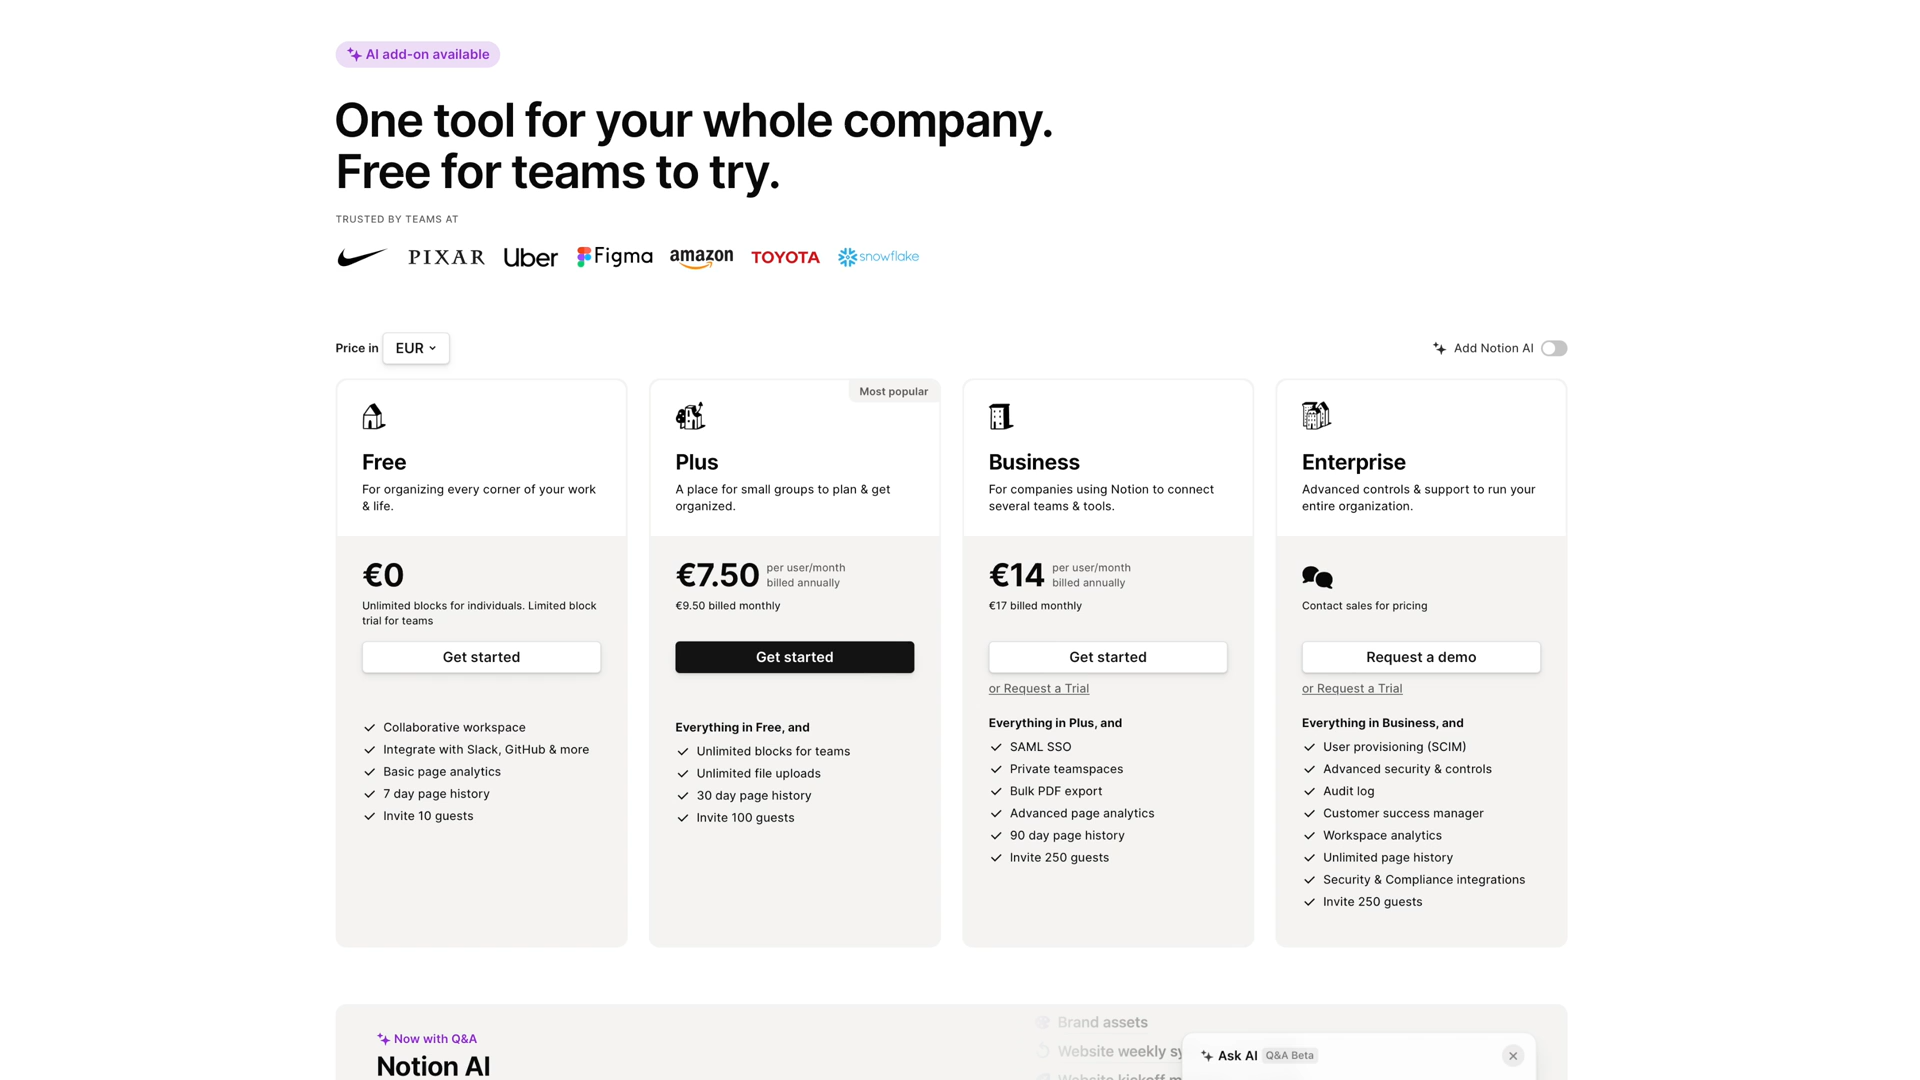 AI add-on available
One tool for your whole company.
Free for teams to try.
TRUSTED BY TEAMS AT
PIXAR Uber Figma amazon TOYOTA snowflake
Price in EUR
Add Notion AI
Free
For organizing every corner of your work
& life.
€0
Unlimited blocks for individuals. Limited block
trial for teams
Get started
Collaborative workspace
Integrate with Slack, GitHub & more
Basic page analytics
7 day page history
Invite 10 guests
Most popular
Plus
A place for small groups to plan & get
organized.
€7.50
per user/month
billed annually
€9.50 billed monthly
Get started
Everything in Free, and
Unlimited blocks for teams
Unlimited file uploads
30 day page history
Invite 100 guests
Business
For companies using Notion to connect
several teams & tools.
€14
per user/month
billed annually
€17 billed monthly
Get started
or Request a Trial
Everything in Plus, and
SAML SSO
Private teamspaces
Bulk PDF export
Advanced page analytics
90 day page history
Invite 250 guests
Enterprise
Advanced controls & support to run your
entire organization.
Contact sales for pricing
Request a demo
or Request a Trial
Everything in Business, and
User provisioning (SCIM)
Advanced security & controls
Audit log
Customer success manager
Workspace analytics
Unlimited page history
Security & Compliance integrations
Invite 250 guests
Now with Q&A
Notion AI
Brand assets
Website weekly sy
Website kickoff m
Ask AI Q&A Beta